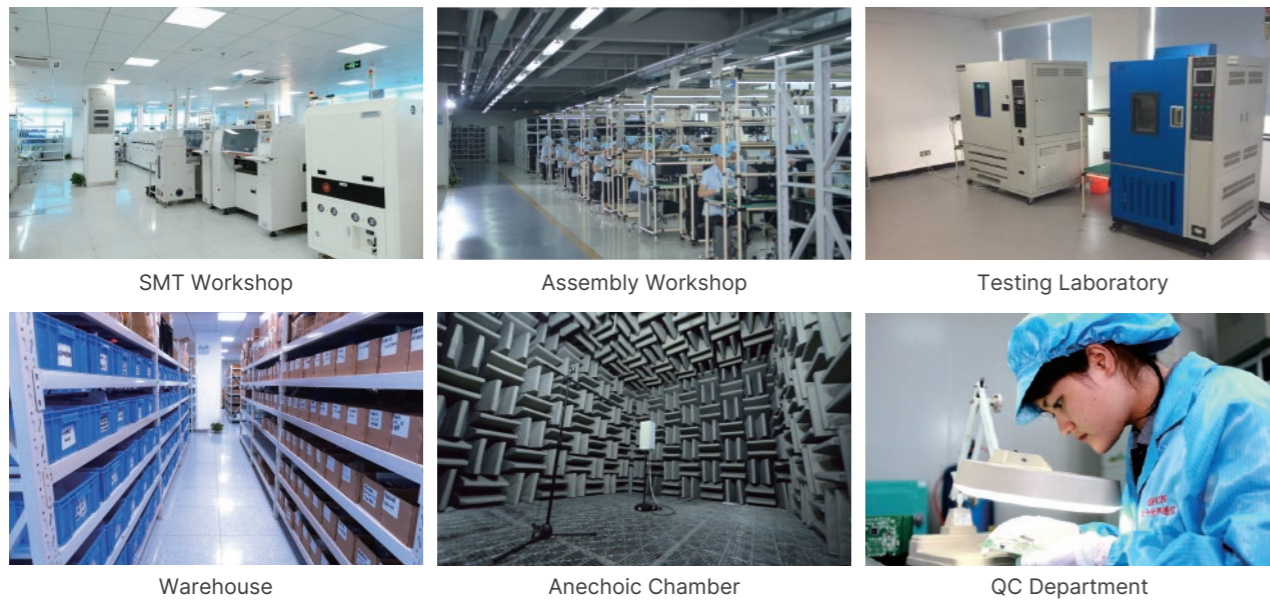 SMT Workshop
Assembly Workshop
Testing Laboratory
Warehouse
Anechoic Chamber
QC Department